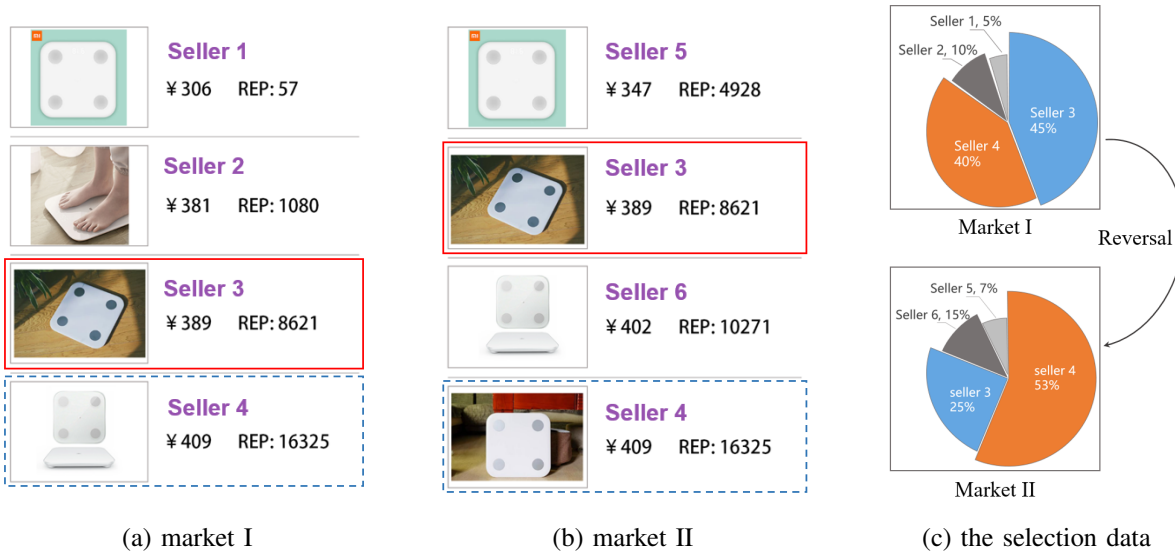 Seller 1
¥ 306 REP: 57
Seller 2
¥ 381 REP: 1080
Seller 3
¥ 389 REP: 8621
Seller 4
¥ 409 REP: 16325
(a) market I
Seller 5
¥ 347 REP: 4928
Seller 3
¥ 389 REP: 8621
Seller 6
¥ 402 REP: 10271
Seller 4
¥ 409 REP: 16325
(b) market II
Seller 1, 5%
Seller 2, 10%
Seller 3
45%
Seller 4
40%
Market I
Reversal
Seller 5, 7%
Seller 6, 15%
seller 4
53%
seller 3
25%
Market II
(c) the selection data